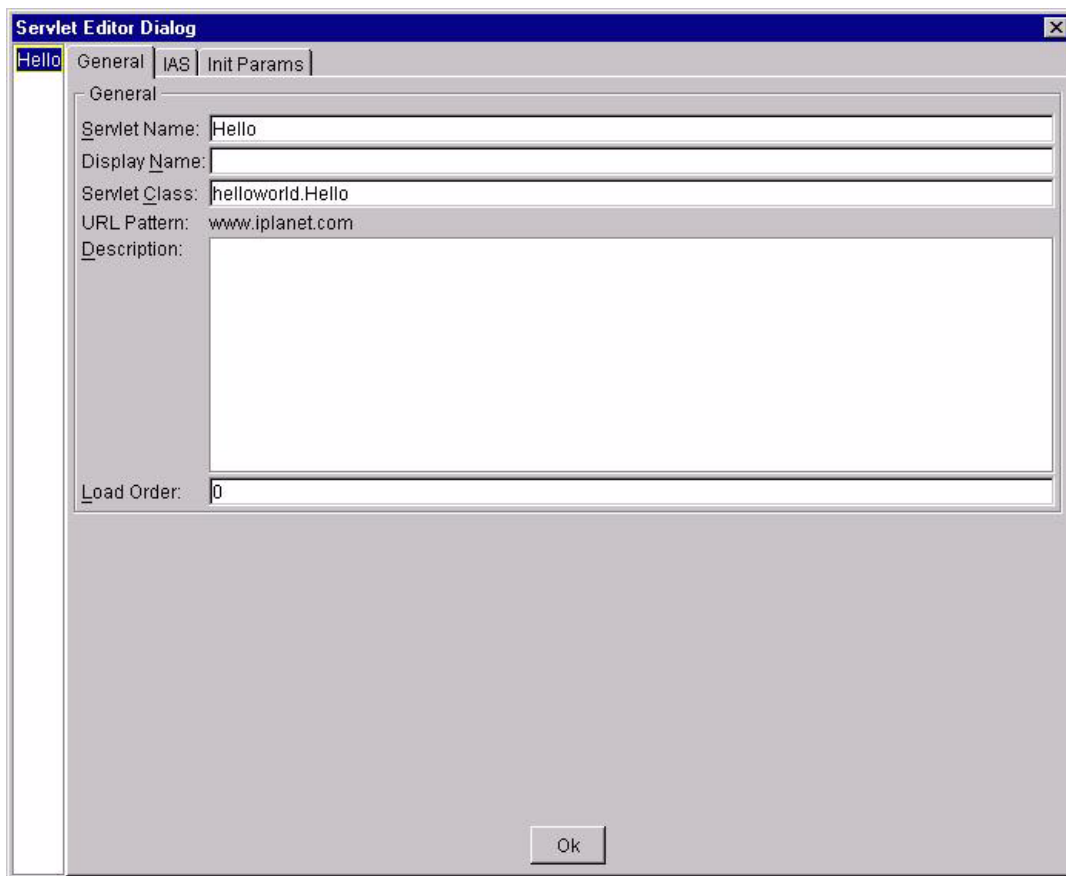 Servlet Editor Dialog
Hello
General IAS Init Params
General
Servlet Name: Hello
Display Name:
Servlet Class: helloworld.Hello
URL Pattern: www.iplanet.com
Description:
Load Order: 0
Ok